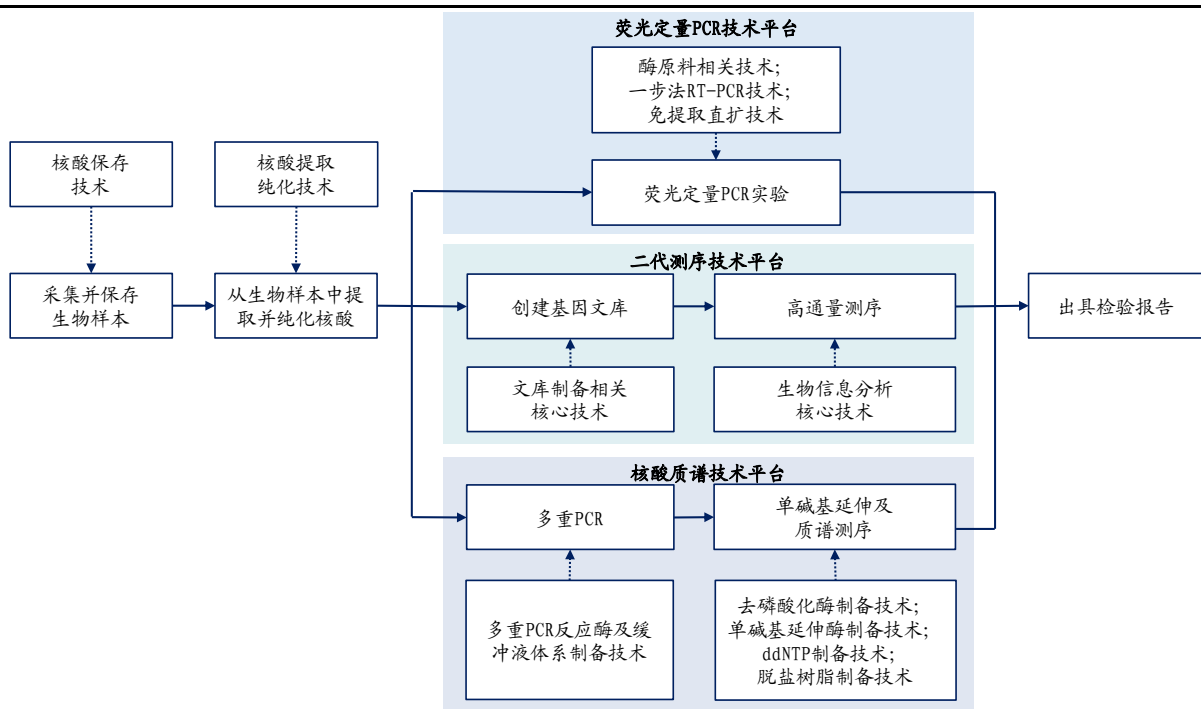 荧光定量PCR技术平台
酶原料相关技术;
一步法RT-PCR技术;
免提取直扩技术
核酸保存
技术
核酸提取
纯化技术
荧光定量PCR实验
二代测序技术平台
采集并保存
生物样本
从生物样本中提
取并纯化核酸
创建基因文库
高通量测序
出具检验报告
文库制备相关
核心技术
生物信息分析
核心技术
核酸质谱技术平台
多重PCR
单碱基延伸及
质谱测序
多重PCR反应酶及缓
冲液体系制备技术
去磷酸化酶制备技术;
单碱基延伸酶制备技术;
ddNTP制备技术;
脱盐树脂制备技术